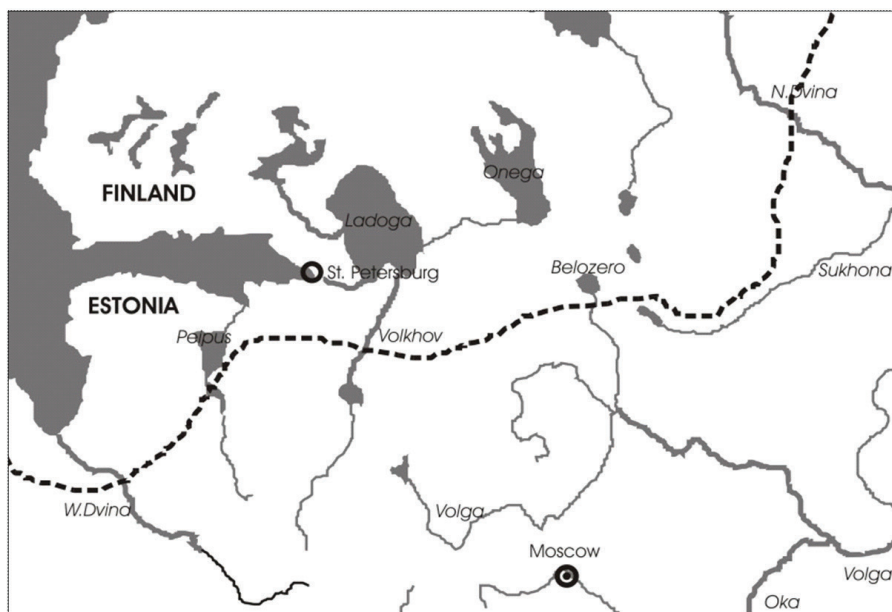 N.Dvina
FINLAND
Onega
Ladoga
St. Petersburg
Belozero
Sukhona
ESTONIA
Peipus
Volkhov
W.Dvina
Volga
Moscow
Volga
Oka